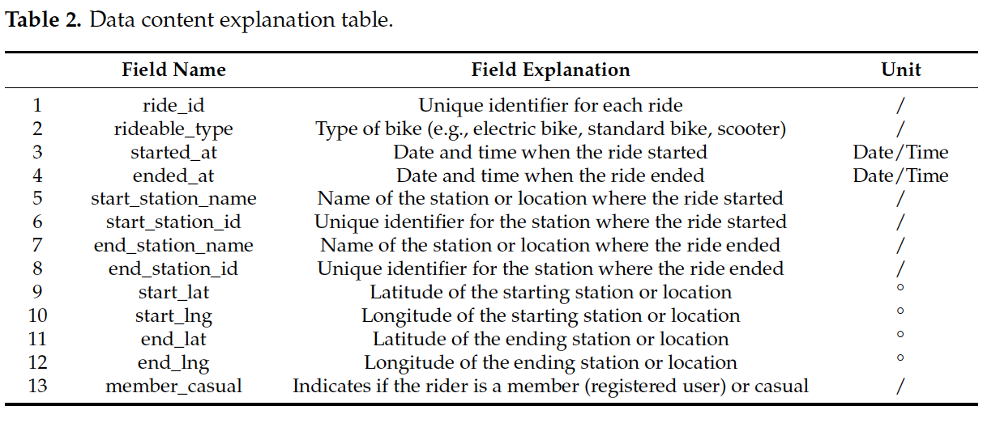 Table 2. Data content explanation table.
Field Name Field Explanation Unit
1 ride_id Unique identifier for each ride /
2 rideable_type Type of bike (e.g., electric bike, standard bike, scooter) /
3 started_at Date and time when the ride started Date/Time
4 ended_at Date and time when the ride ended Date/Time
5 start_station_name Name of the station or location where the ride started /
6 start_station_id Unique identifier for the station where the ride started /
7 end_station_name Name of the station or location where the ride ended /
8 end_station_id Unique identifier for the station where the ride ended /
9 start_lat Latitude of the starting station or location °
10 start_lng Longitude of the starting station or location °
11 end_lat Latitude of the ending station or location °
12 end_lng Longitude of the ending station or location °
13 member_casual Indicates if the rider is a member (registered user) or casual /